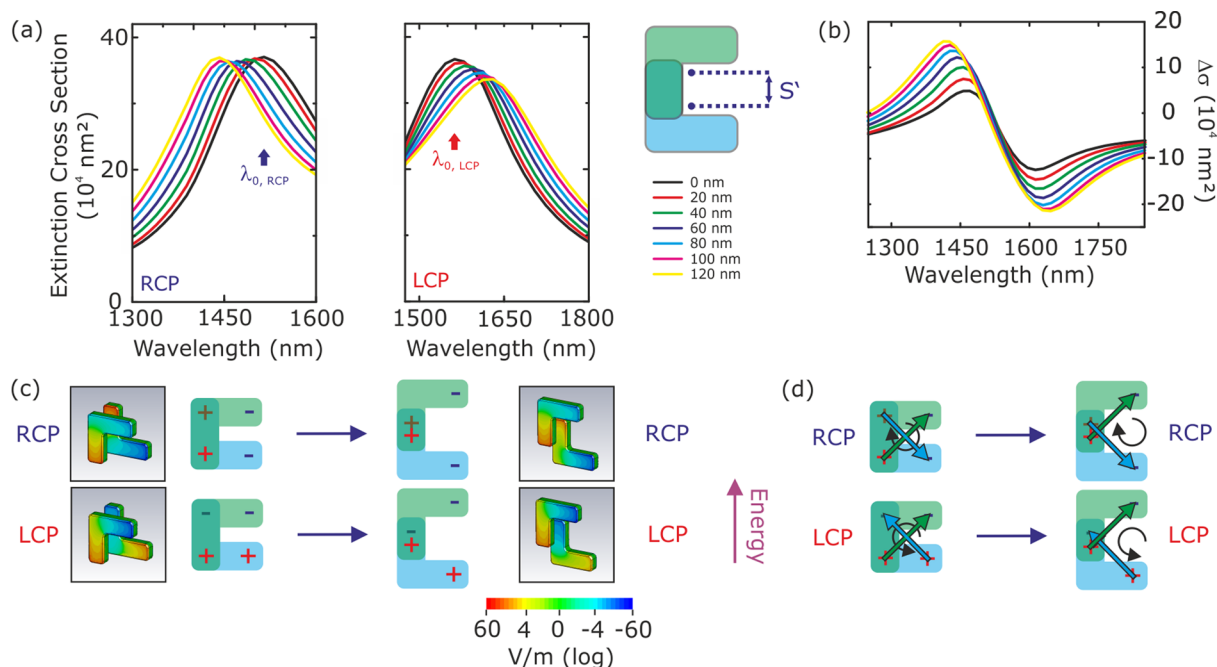 (a)
Extinction Cross Section
(10⁴ nm²)
40
20
0
RCP
λ0, RCP
1300 1450 1600
Wavelength (nm)
LCP
λ0, LCP
1500 1650 1800
Wavelength (nm)
S'
0 nm
20 nm
40 nm
60 nm
80 nm
100 nm
120 nm
(b)
20
10
0
-10
-20
Δσ (10⁴ nm²)
1300 1450 1600 1750
Wavelength (nm)
(c)
RCP
+ -
+ -
-
+
+
-
RCP
LCP
- -
+ +
-
-
+
+
LCP
Energy
60 4 0 -4 -60
V/m (log)
(d)
RCP
RCP
LCP
LCP